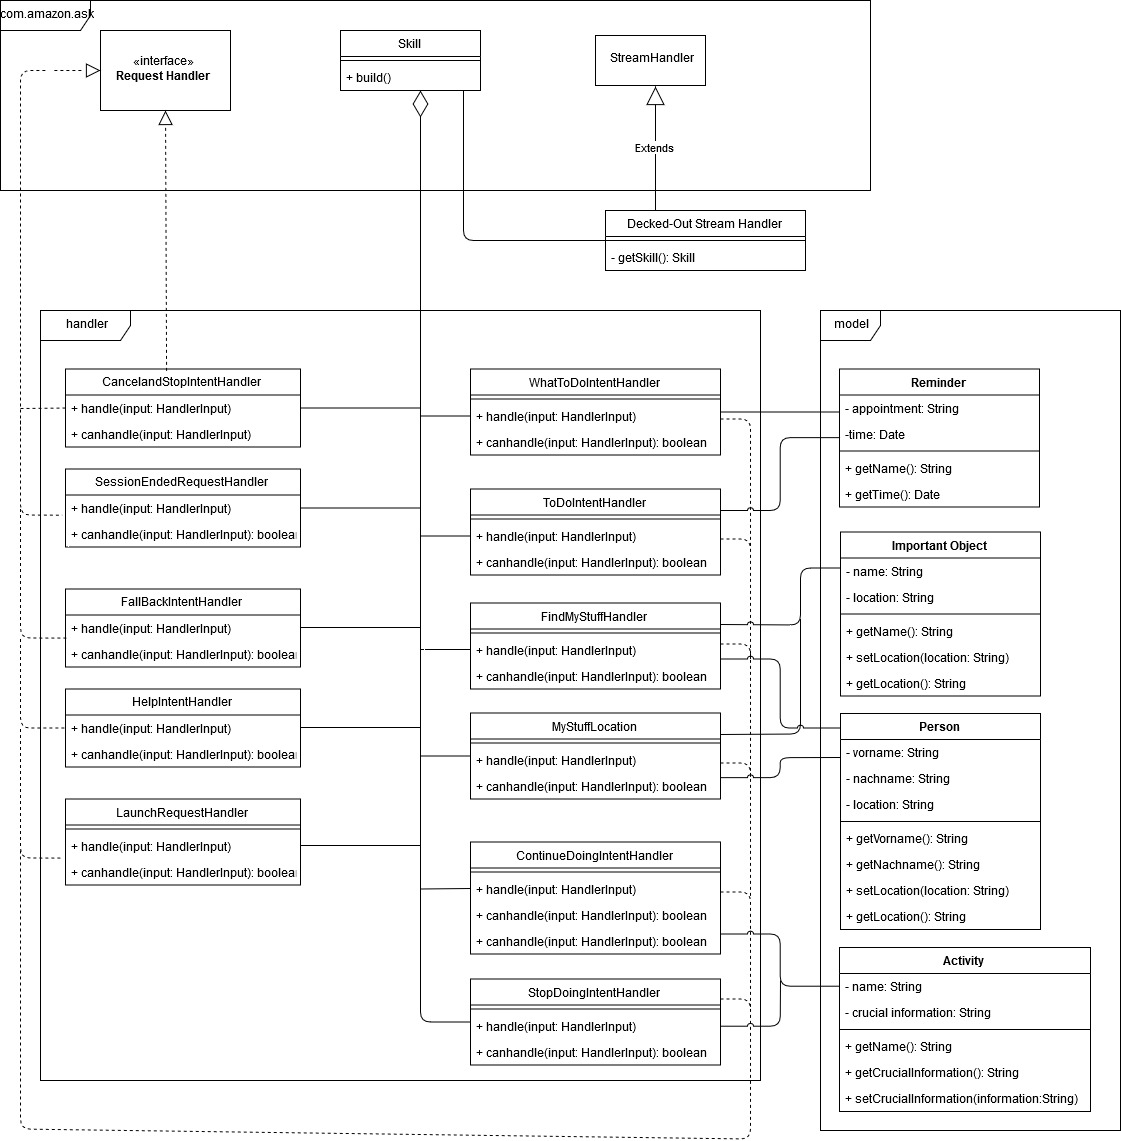 com.amazon.ask
«interface»
Request Handler
Skill
+ build()
StreamHandler
Extends
Decked-Out Stream Handler
- getSkill(): Skill
handler
CancelandStopIntentHandler
+ handle(input: HandlerInput)
+ canhandle(input: HandlerInput)
SessionEndedRequestHandler
+ handle(input: HandlerInput)
+ canhandle(input: HandlerInput): boolea
FallBackIntentHandler
+ handle(input: HandlerInput)
+ canhandle(input: HandlerInput): boolea
HelpIntentHandler
+ handle(input: HandlerInput)
+ canhandle(input: HandlerInput): boolea
LaunchRequestHandler
+ handle(input: HandlerInput)
+ canhandle(input: HandlerInput): boolea
WhatToDoIntentHandler
+ handle(input: HandlerInput)
+ canhandle(input: HandlerInput): boolean
ToDoIntentHandler
+ handle(input: HandlerInput)
+ canhandle(input: HandlerInput): boolean
FindMyStuffHandler
+ handle(input: HandlerInput)
+ canhandle(input: HandlerInput): boolean
MyStuffLocation
+ handle(input: HandlerInput)
+ canhandle(input: HandlerInput): boolean
ContinueDoingIntentHandler
+ handle(input: HandlerInput)
+ canhandle(input: HandlerInput): boolean
+ canhandle(input: HandlerInput): boolean
StopDoingIntentHandler
+ handle(input: HandlerInput)
+ canhandle(input: HandlerInput): boolean
model
Reminder
- appointment: String
-time: Date
+ getName(): String
+ getTime(): Date
Important Object
- name: String
- location: String
+ getName(): String
+ setLocation(location: String)
+ getLocation(): String
Person
- vorname: String
- nachname: String
- location: String
+ getVorname(): String
+ getNachname(): String
+ setLocation(location: String)
+ getLocation(): String
Activity
- name: String
- crucial information: String
+ getName(): String
+ getCrucialInformation(): String
+ setCrucialInformation(information:String)